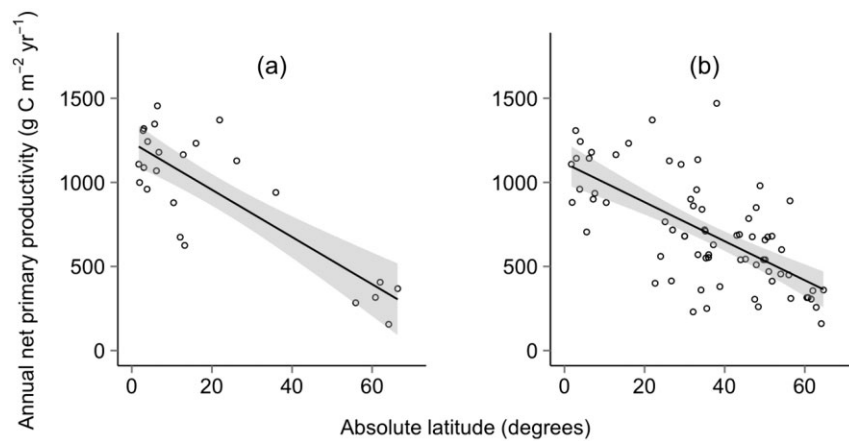 Annual net primary productivity (g C m⁻² yr⁻¹)
(a)
1500
1000
500
0
0 20 40 60
(b)
1500
1000
500
0
0 20 40 60
Absolute latitude (degrees)